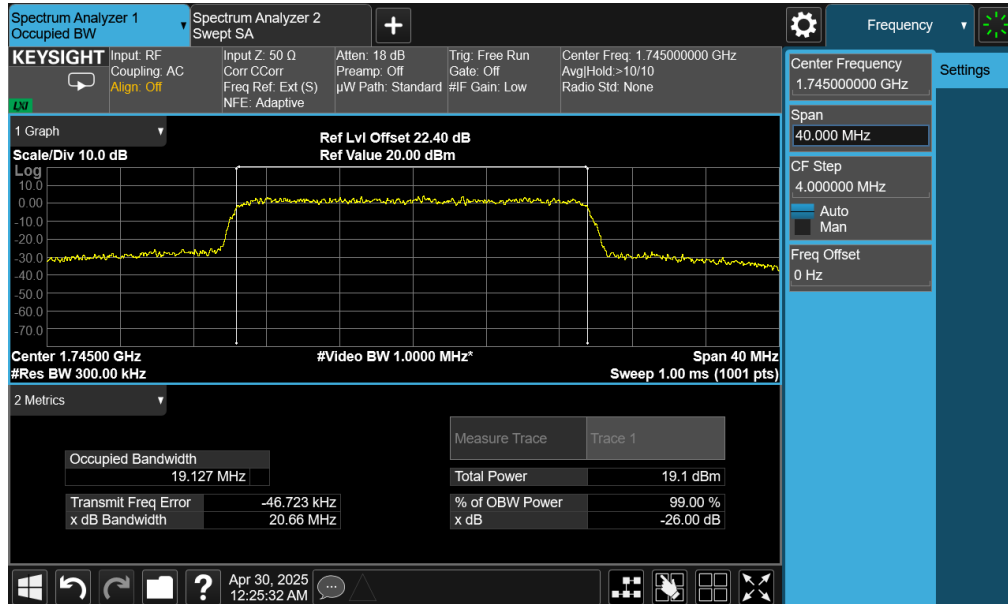 Spectrum Analyzer 1
Occupied BW
Spectrum Analyzer 2
Swept SA
Frequency
KEYSIGHT
LXI
Input: RF
Coupling: AC
Align: Off
Input Z: 50 Ω
Corr CCorr
Freq Ref: Ext (S)
NFE: Adaptive
Atten: 18 dB
Preamp: Off
µW Path: Standard
Trig: Free Run
Gate: Off
#IF Gain: Low
Center Freq: 1.745000000 GHz
Avg|Hold:>10/10
Radio Std: None
Center Frequency
1.745000000 GHz
Settings
Span
40.000 MHz
CF Step
4.000000 MHz
Auto
Man
Freq Offset
0 Hz
1 Graph
Scale/Div 10.0 dB
Ref Lvl Offset 22.40 dB
Ref Value 20.00 dBm
Log
10.0
0.00
-10.0
-20.0
-30.0
-40.0
-50.0
-60.0
-70.0
Center 1.74500 GHz
#Res BW 300.00 kHz
#Video BW 1.0000 MHz*
Span 40 MHz
Sweep 1.00 ms (1001 pts)
2 Metrics
Measure Trace
Trace 1
Occupied Bandwidth
19.127 MHz
Total Power
19.1 dBm
Transmit Freq Error
-46.723 kHz
% of OBW Power
99.00 %
x dB Bandwidth
20.66 MHz
x dB
-26.00 dB
?
Apr 30, 2025
12:25:32 AM